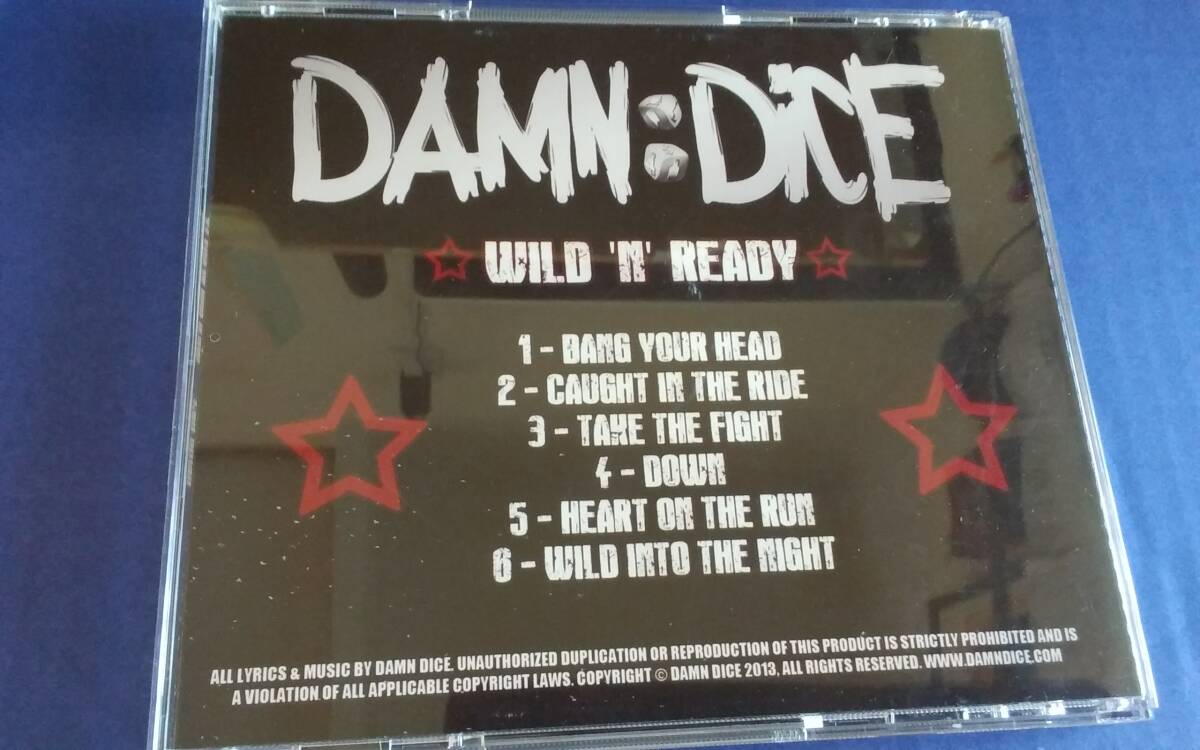 DAMN DiCE
WILD 'N' READY
1 - BANG YOUR HEAD
2 - CAUGHT IN THE RIDE
3 - TAKE THE FIGHT
4 - DOWN
5 - HEART ON THE RUN
6 - WILD INTO THE NIGHT
ALL LYRICS & MUSIC BY DAMN DICE. UNAUTHORIZED DUPLICATION OR REPRODUCTION OF THIS PRODUCT IS STRICTLY PROHIBITED AND IS
A VIOLATION OF ALL APPLICABLE COPYRIGHT LAWS. COPYRIGHT © DAMN DICE 2013, ALL RIGHTS RESERVED. WWW.DAMNDICE.COM